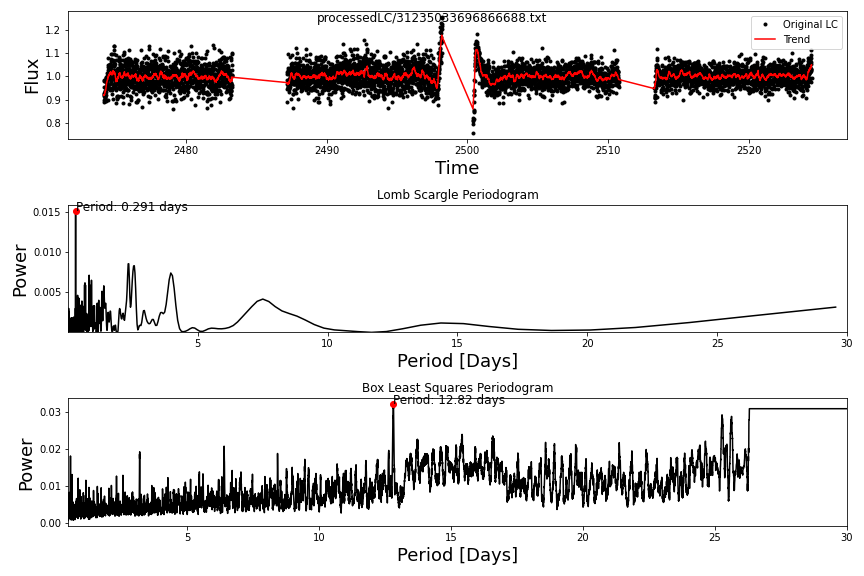 processedLC/31235033696866688.txt
Original LC
Trend
Flux
1.2
1.1
1.0
0.9
0.8
2480
2490
2500
2510
2520
Time
Lomb Scargle Periodogram
Period: 0.291 days
Power
0.015
0.010
0.005
5
10
15
20
25
30
Period [Days]
Box Least Squares Periodogram
Period: 12.82 days
Power
0.03
0.02
0.01
0.00
5
10
15
20
25
30
Period [Days]